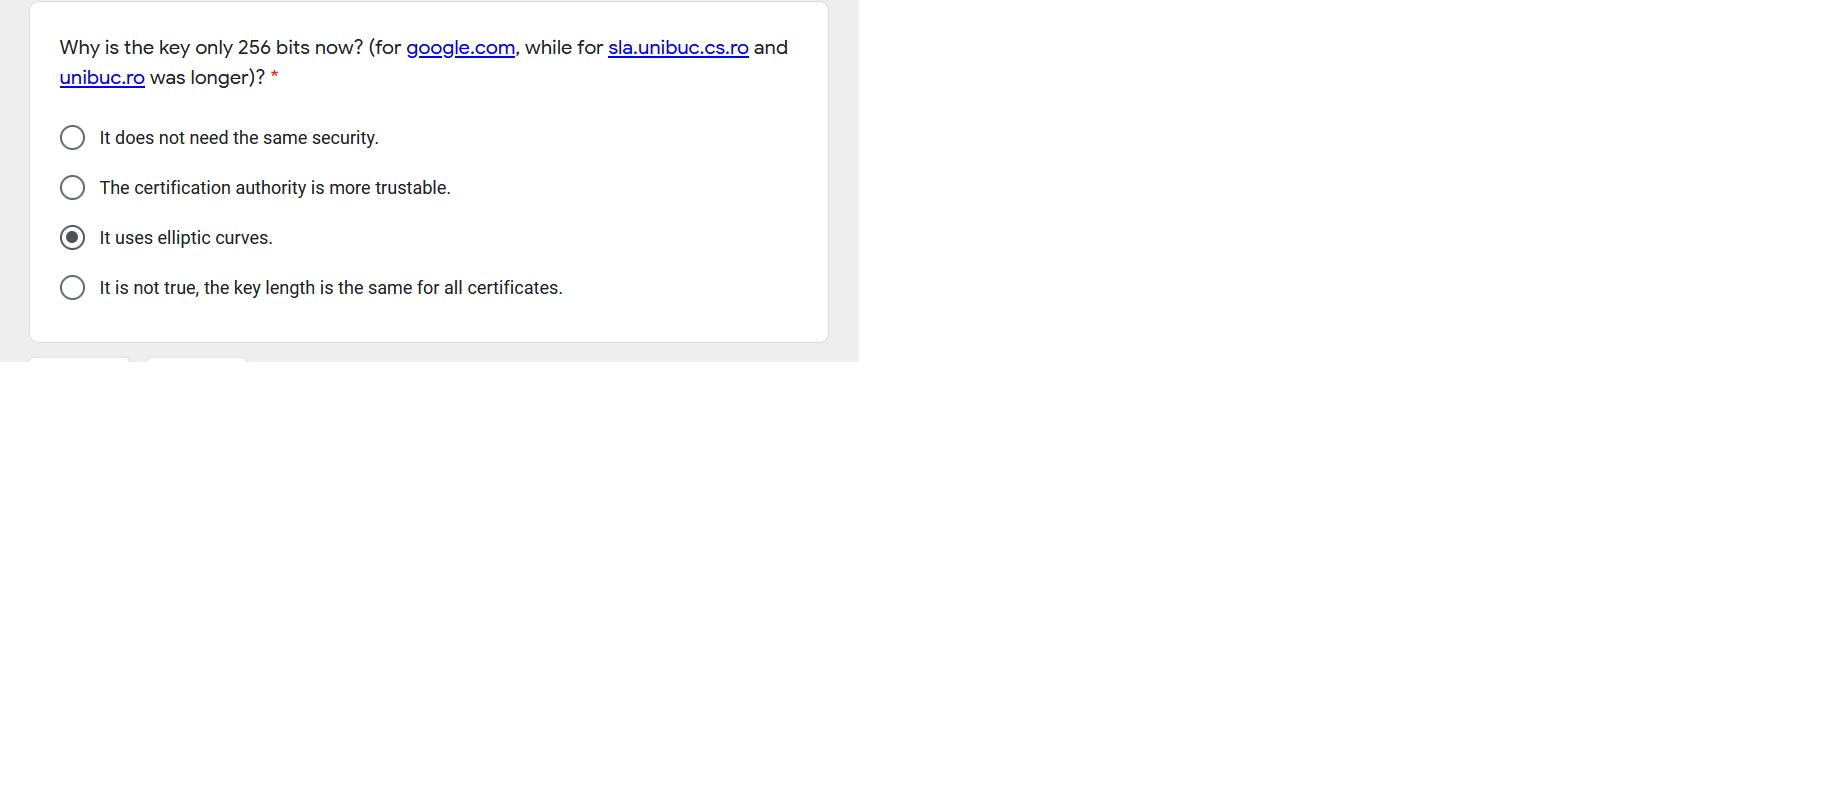 Why is the key only 256 bits now? (for google.com, while for sla.unibuc.cs.ro and
unibuc.ro was longer)? *
It does not need the same security.
The certification authority is more trustable.
It uses elliptic curves.
It is not true, the key length is the same for all certificates.